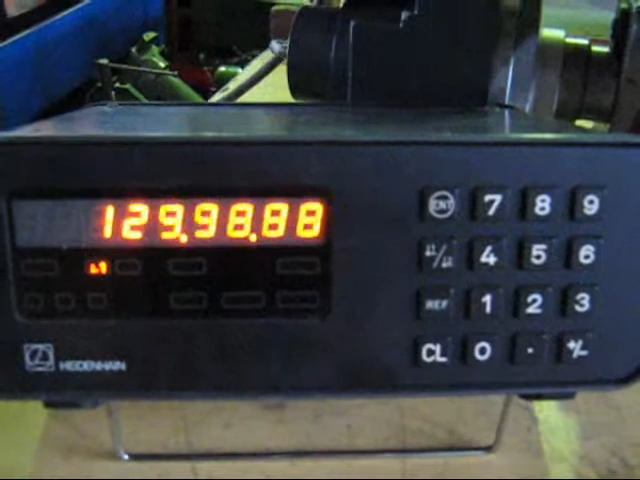 129.98.88
ENT 7 8 9
4 5 6
REF 1 2 3
CL 0 . +/-
HEIDENHAIN